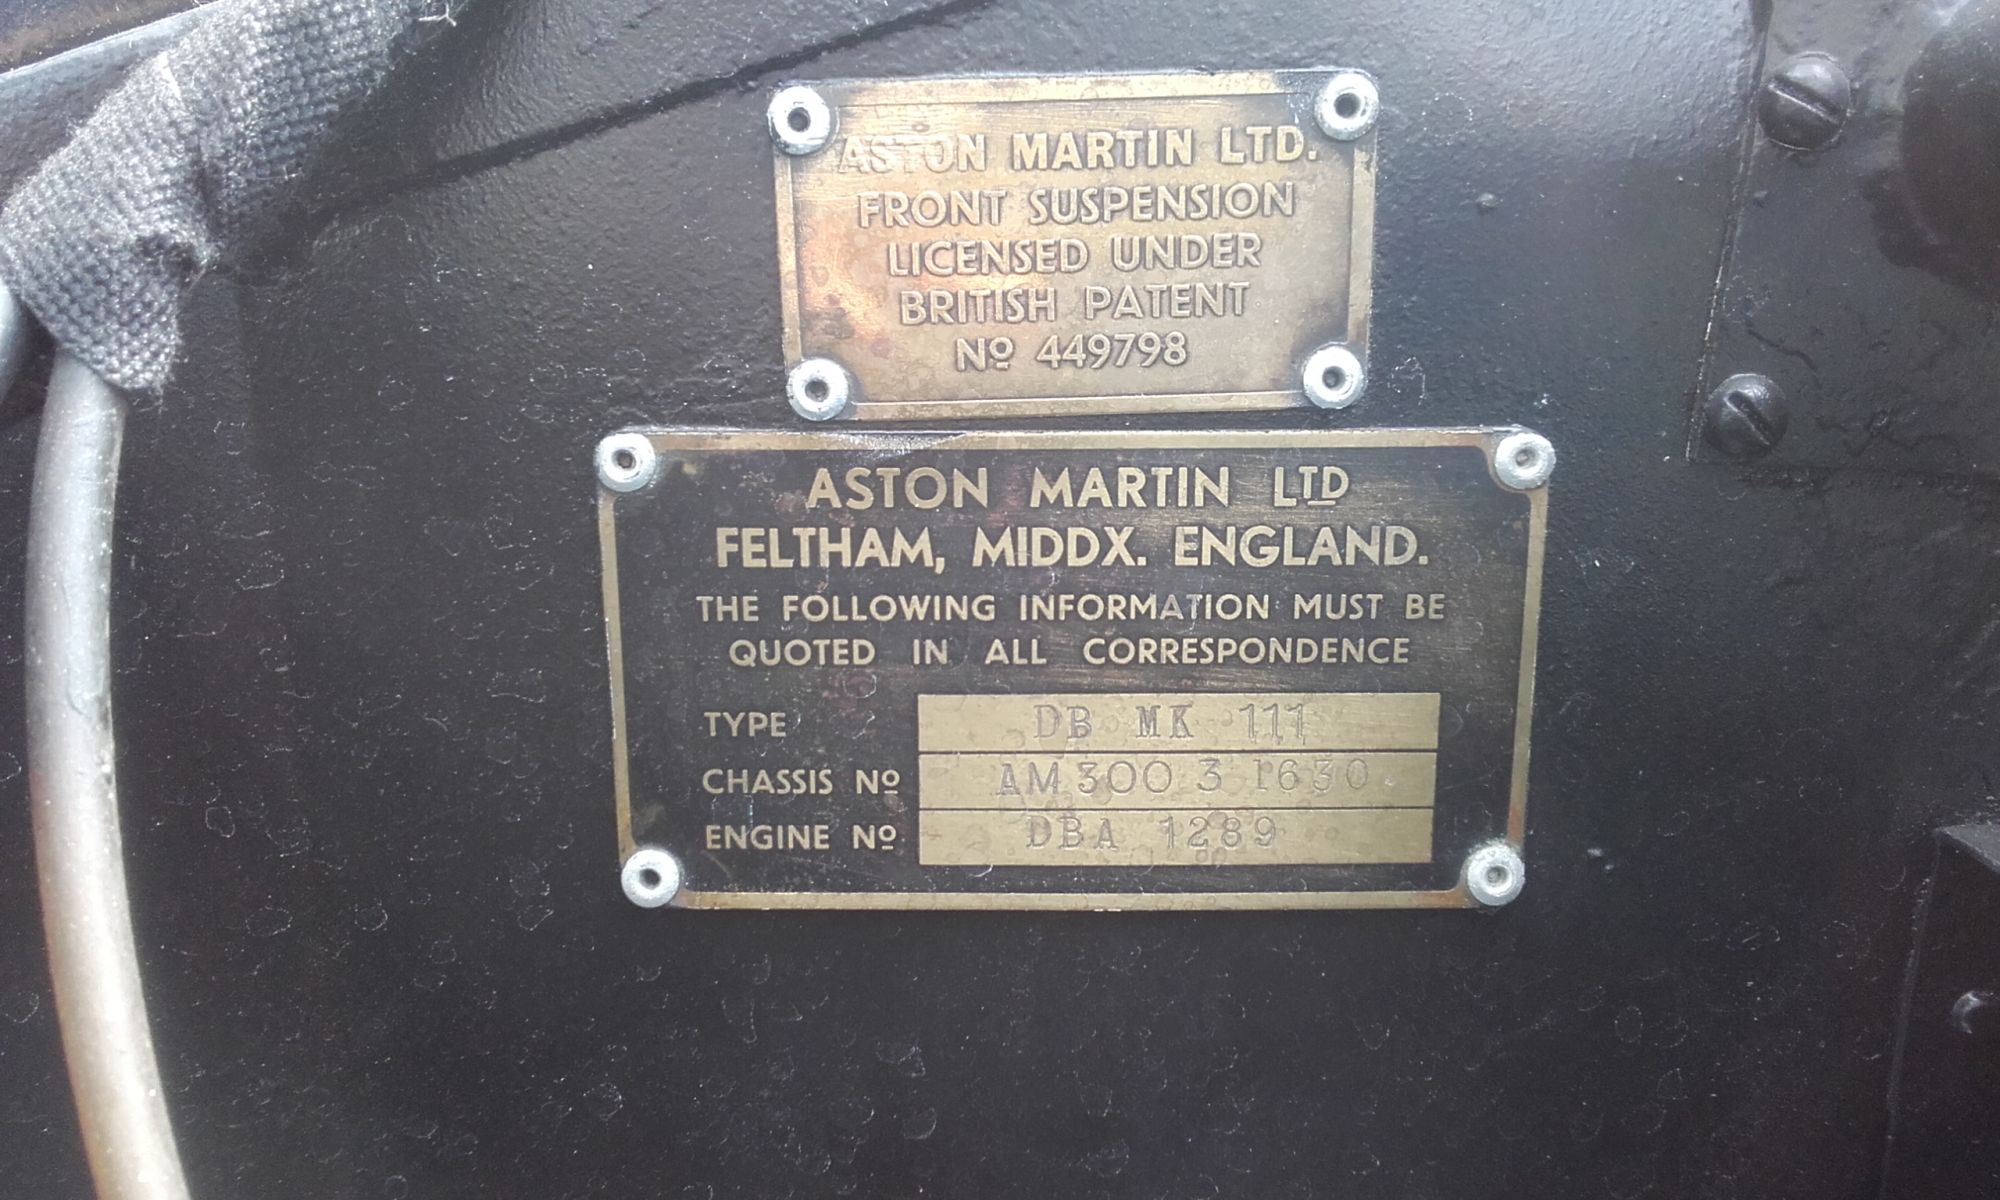 ASTON MARTIN LTD.
FRONT SUSPENSION
LICENSED UNDER
BRITISH PATENT
Nº 449798
ASTON MARTIN LTD
FELTHAM, MIDDX. ENGLAND.
THE FOLLOWING INFORMATION MUST BE
QUOTED IN ALL CORRESPONDENCE
TYPE DB MK 111
CHASSIS Nº AM 300 3 1630
ENGINE Nº DBA 1289